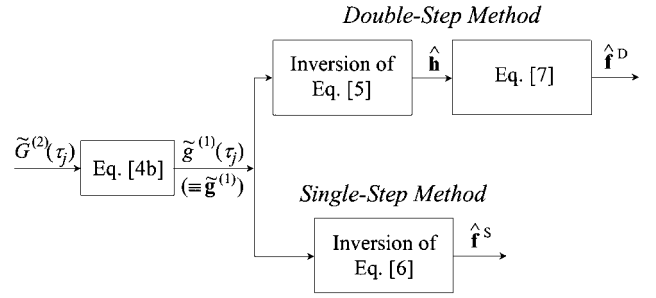 Double-Step Method
Inversion of
Eq. [5]
ĥ
Eq. [7]
f̂ D
G̃(2)(τj)
Eq. [4b]
g̃(1)(τj)
(≡g̃(1))
Single-Step Method
Inversion of
Eq. [6]
f̂ S